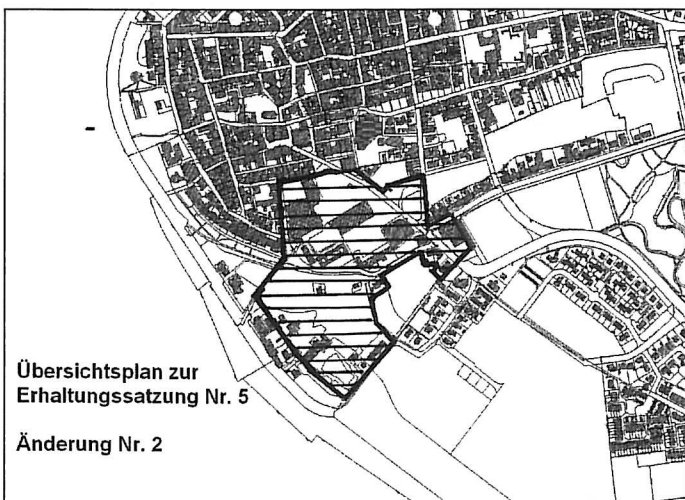 Übersichtsplan zur
Erhaltungssatzung Nr. 5
Änderung Nr. 2